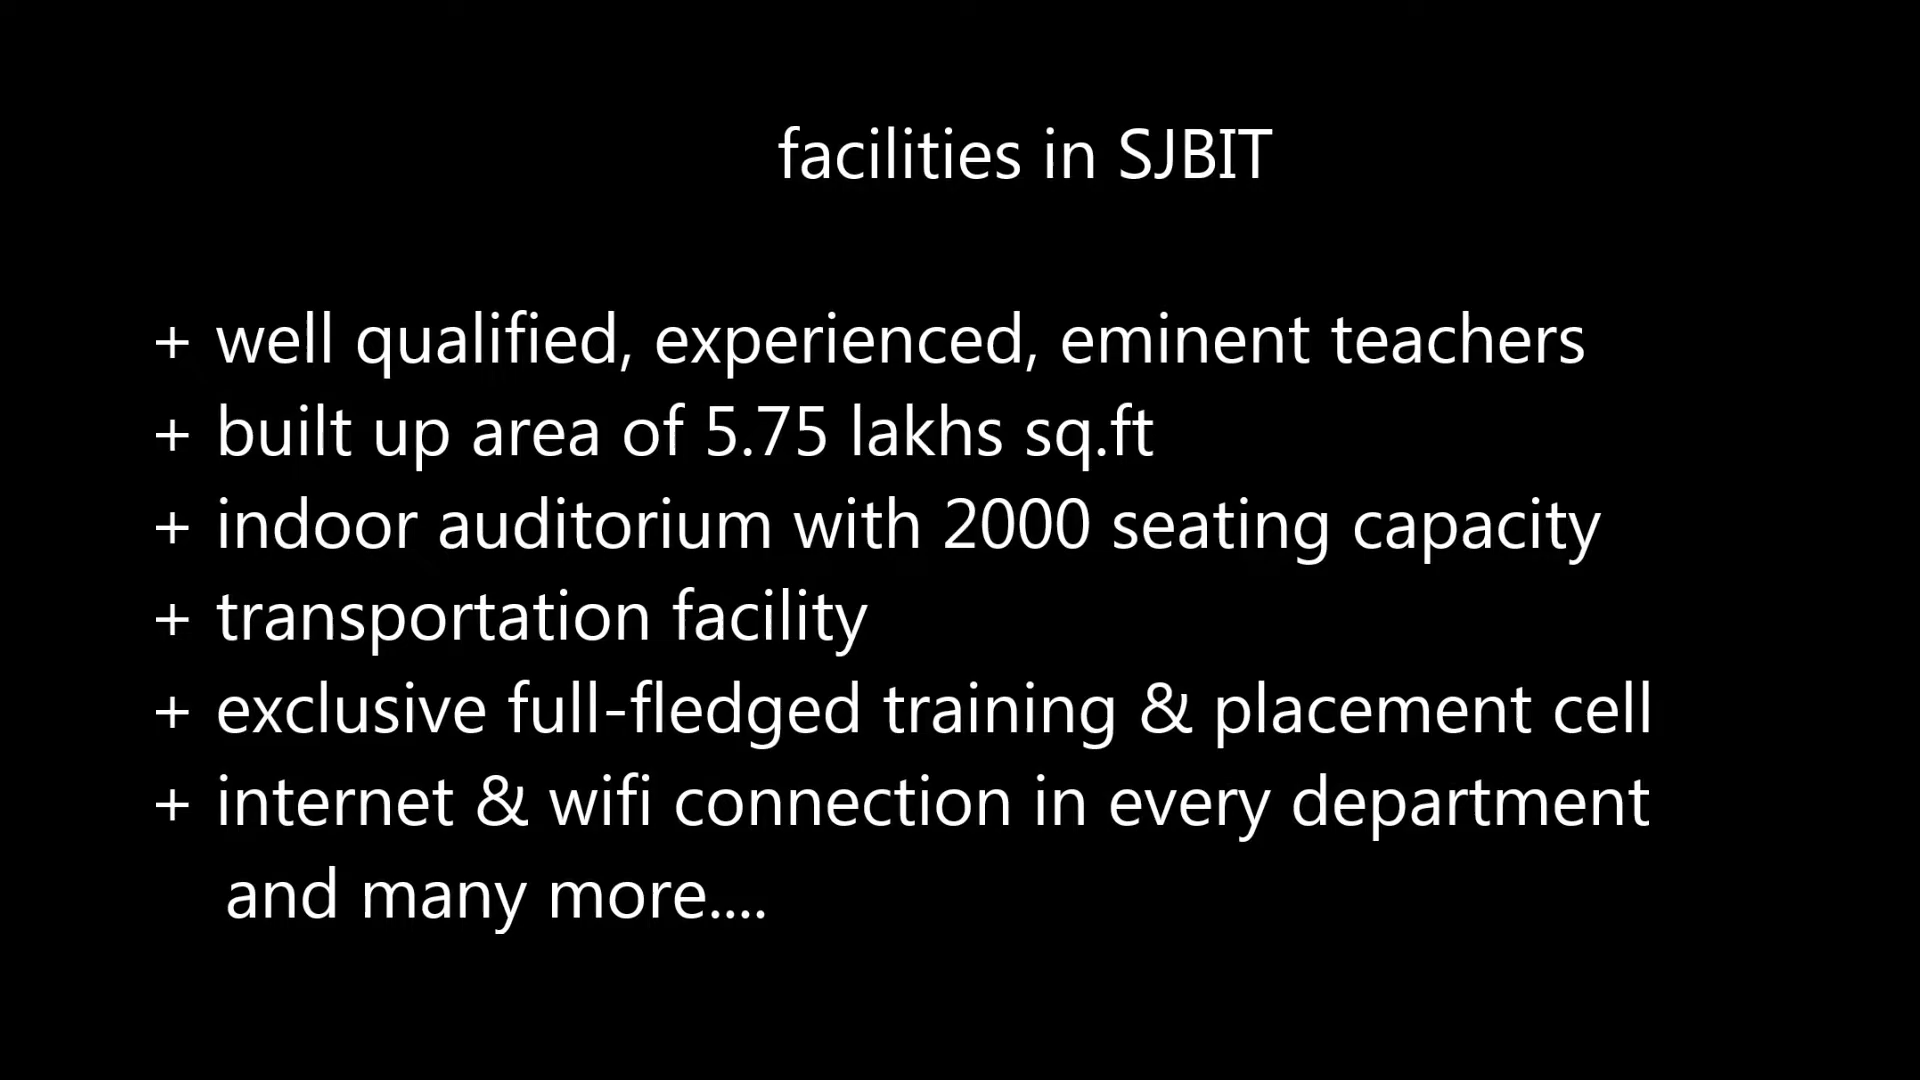 facilities in SJBIT
+ well qualified, experienced, eminent teachers
+ built up area of 5.75 lakhs sq.ft
+ indoor auditorium with 2000 seating capacity
+ transportation facility
+ exclusive full-fledged training & placement cell
+ internet & wifi connection in every department
and many more....